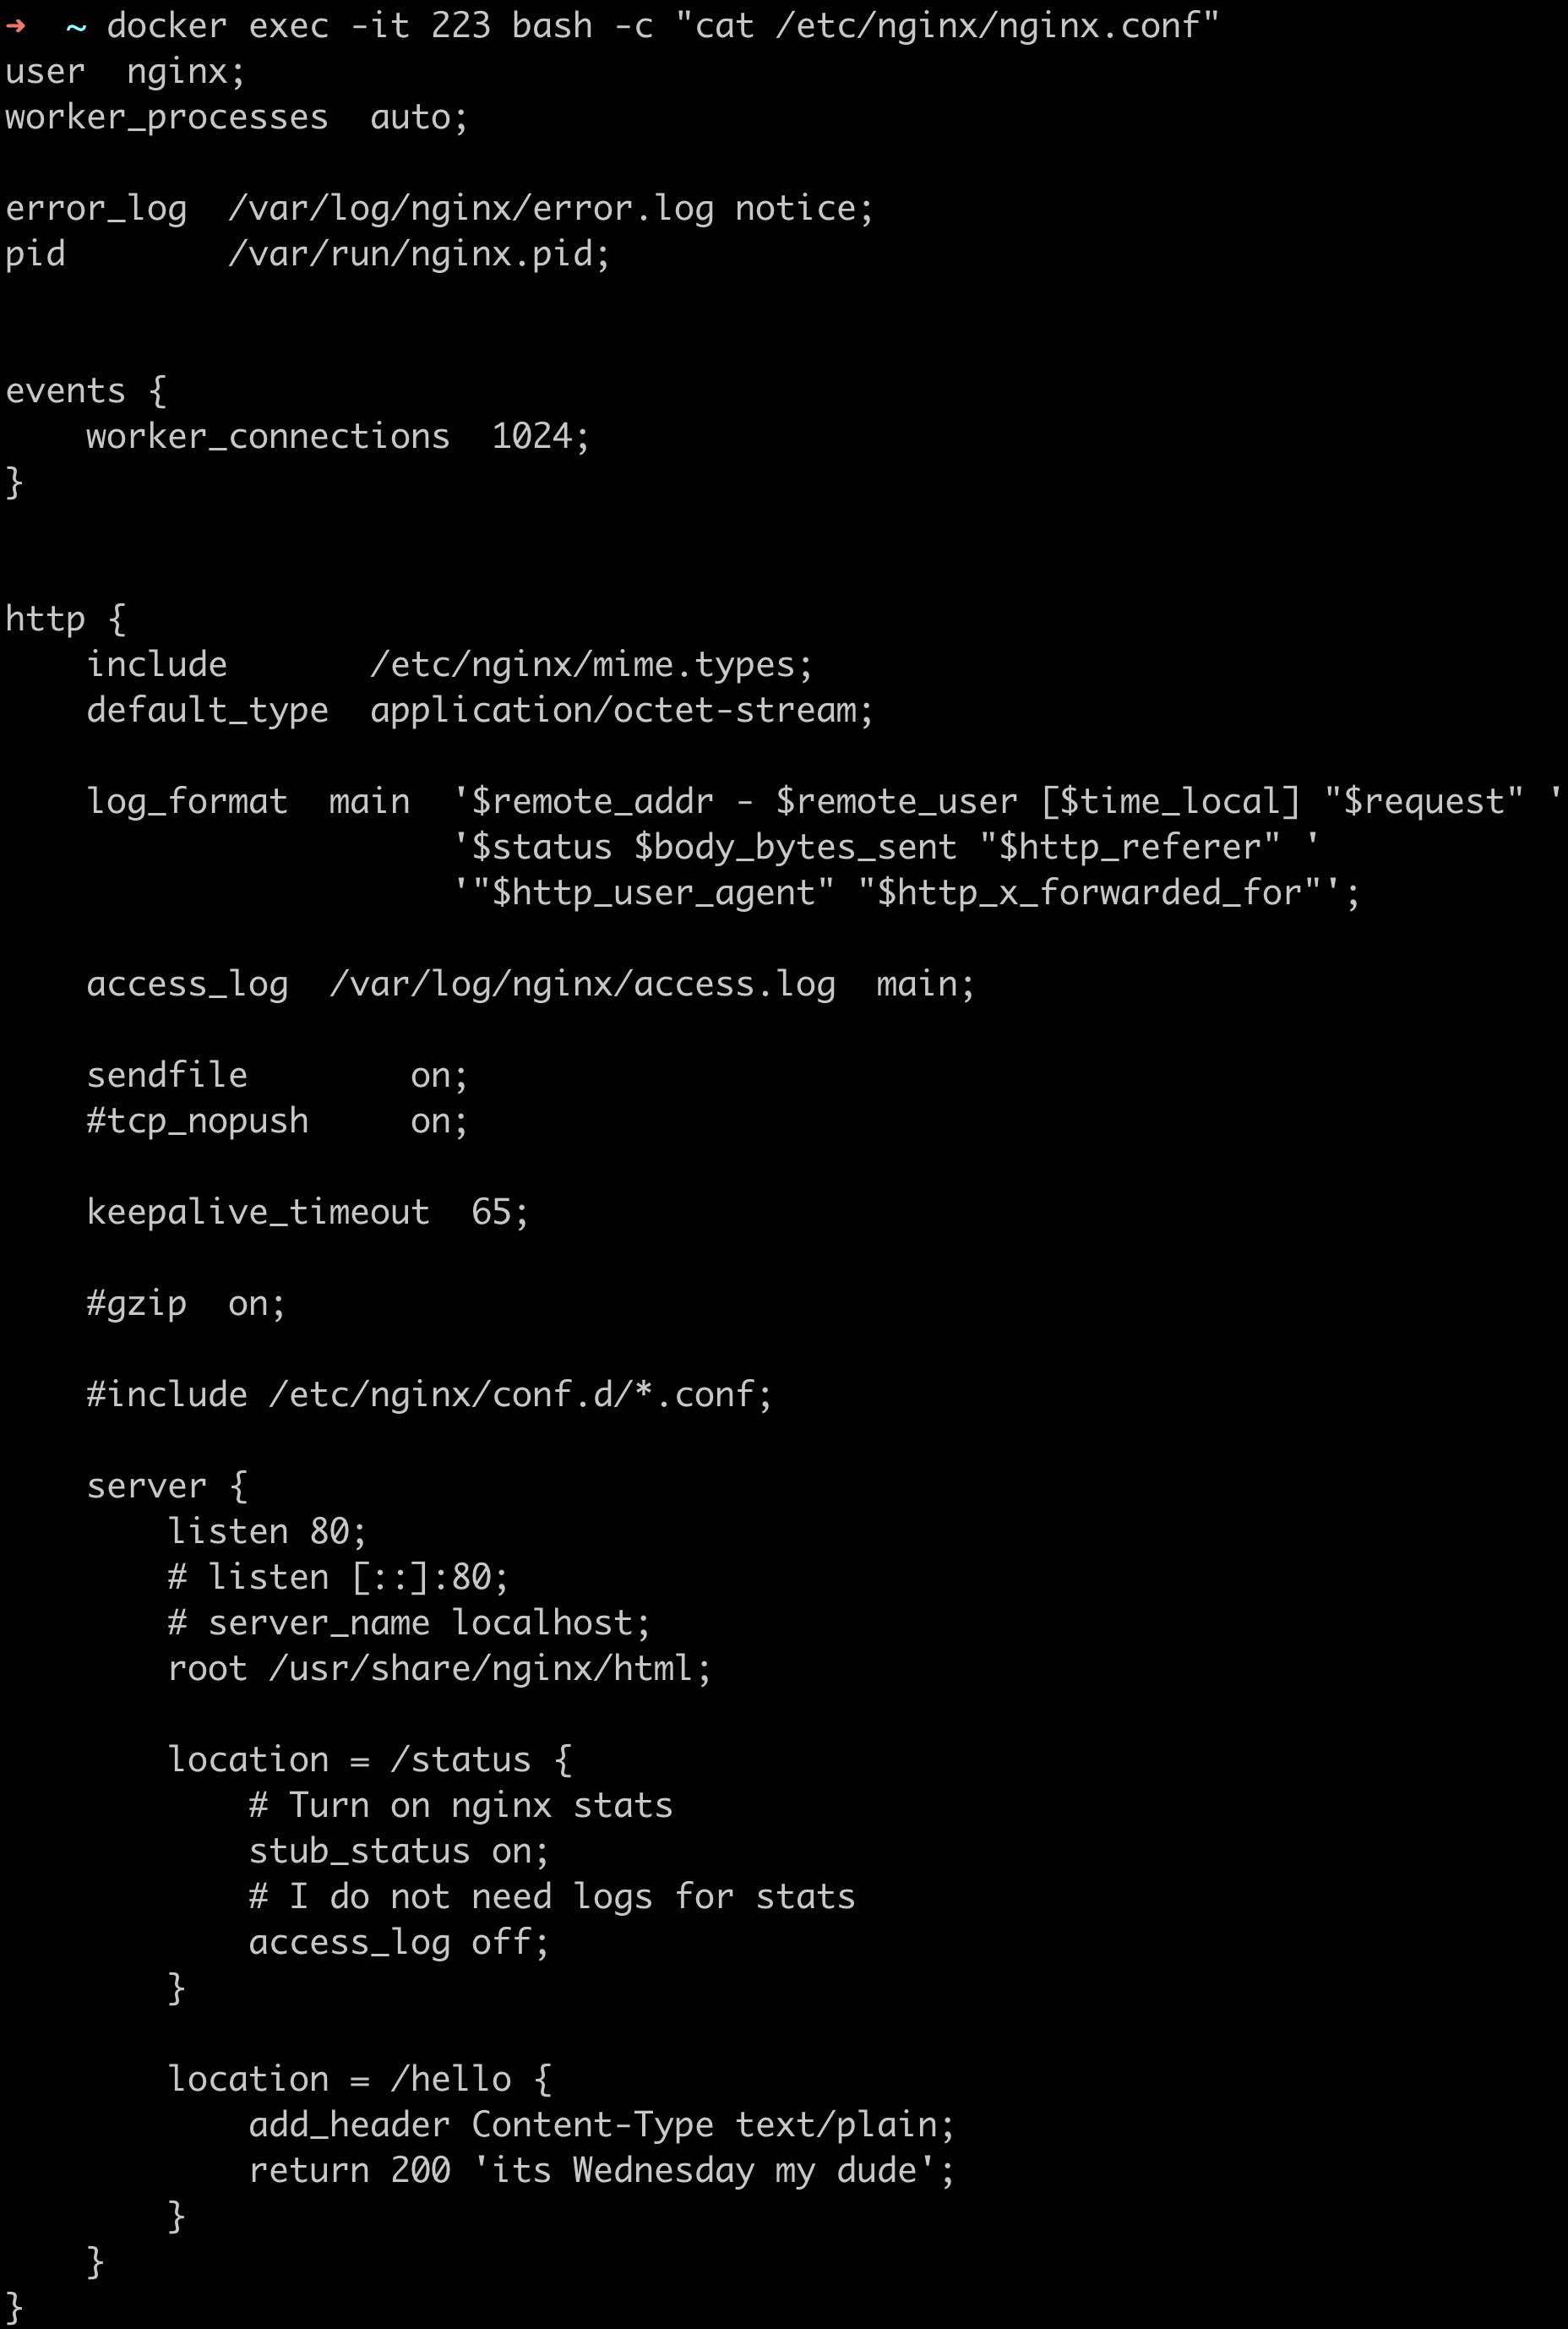 ➜  ~ docker exec -it 223 bash -c "cat /etc/nginx/nginx.conf"
user  nginx;
worker_processes  auto;

error_log  /var/log/nginx/error.log notice;
pid        /var/run/nginx.pid;


events {
    worker_connections  1024;
}


http {
    include       /etc/nginx/mime.types;
    default_type  application/octet-stream;

    log_format  main  '$remote_addr - $remote_user [$time_local] "$request" '
                      '$status $body_bytes_sent "$http_referer" '
                      '"$http_user_agent" "$http_x_forwarded_for"';

    access_log  /var/log/nginx/access.log  main;

    sendfile        on;
    #tcp_nopush     on;

    keepalive_timeout  65;

    #gzip  on;

    #include /etc/nginx/conf.d/*.conf;

    server {
        listen 80;
        # listen [::]:80;
        # server_name localhost;
        root /usr/share/nginx/html;

        location = /status {
            # Turn on nginx stats
            stub_status on;
            # I do not need logs for stats
            access_log off;
        }

        location = /hello {
            add_header Content-Type text/plain;
            return 200 'its Wednesday my dude';
        }
    }
}